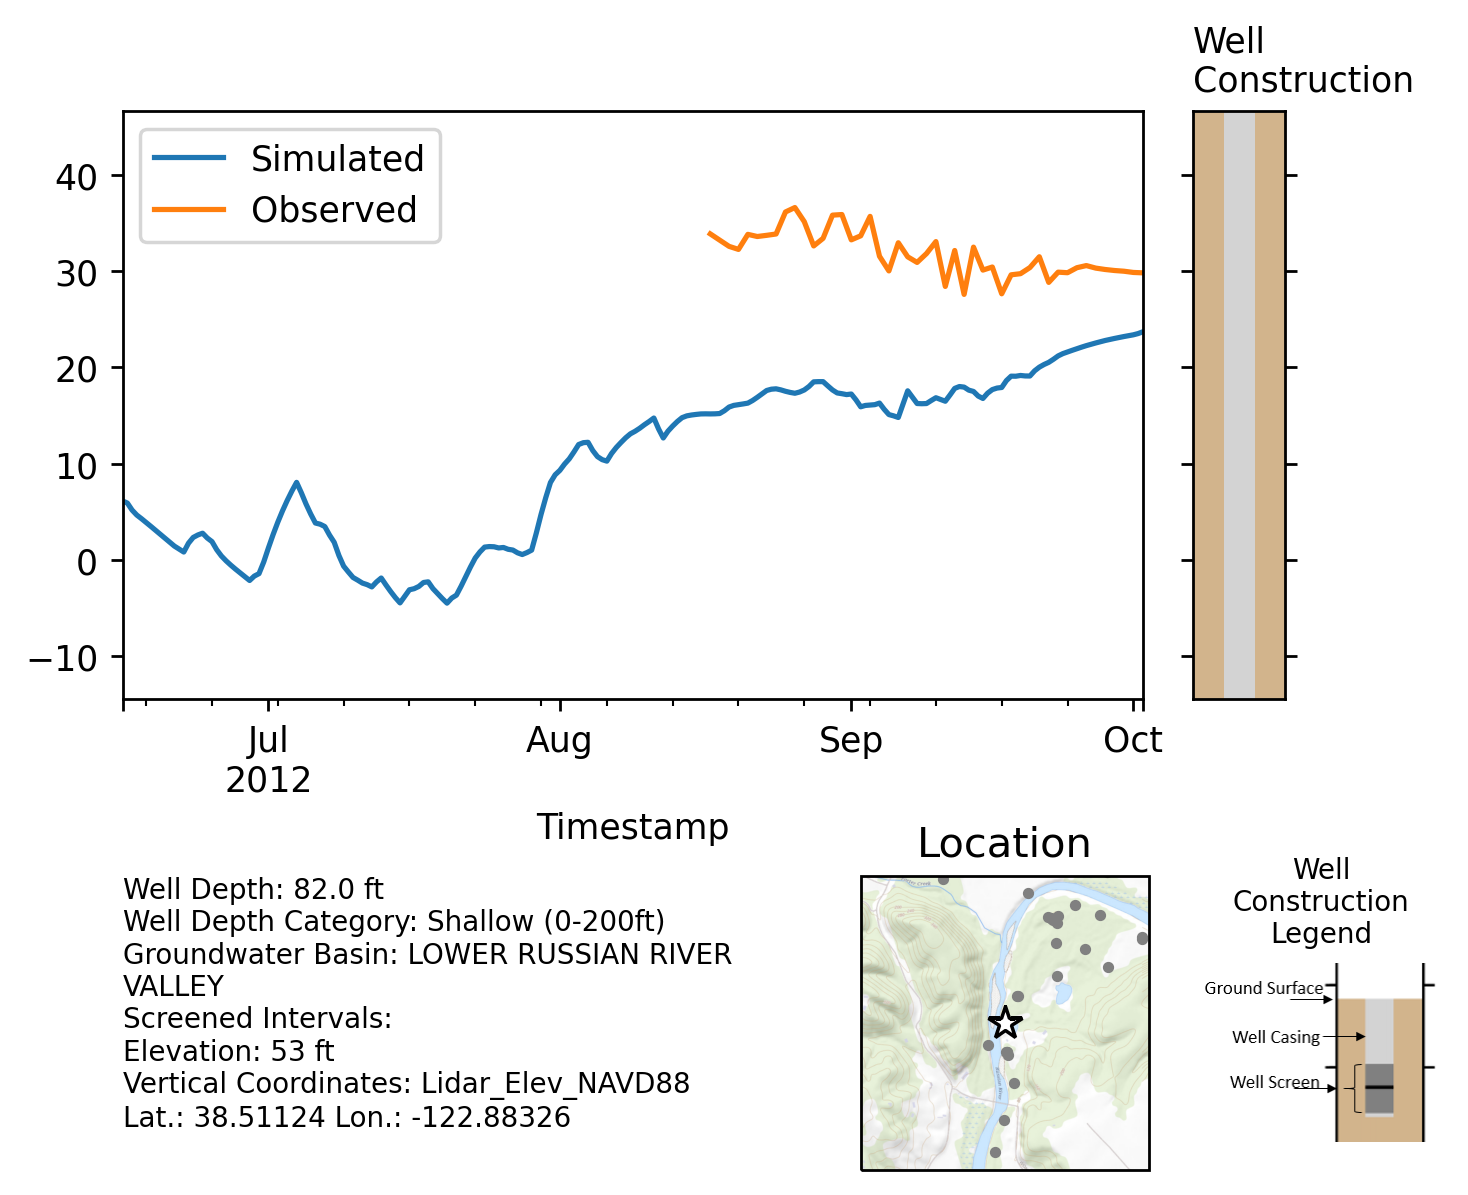 Well
Construction
Simulated
Observed
40
30
20
10
0
−10
Jul
2012
Aug
Sep
Oct
Timestamp
Well Depth: 82.0 ft
Well Depth Category: Shallow (0-200ft)
Groundwater Basin: LOWER RUSSIAN RIVER
VALLEY
Screened Intervals:
Elevation: 53 ft
Vertical Coordinates: Lidar_Elev_NAVD88
Lat.: 38.51124 Lon.: -122.88326
Location
Well
Construction
Legend
Ground Surface
Well Casing
Well Screen